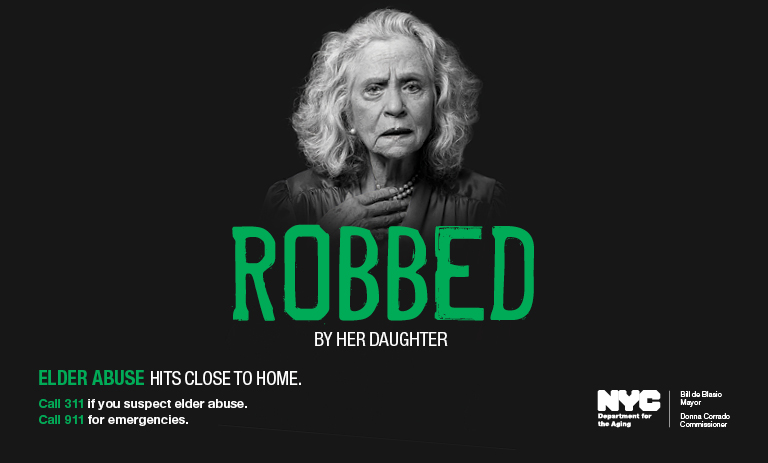 ROBBED
BY HER DAUGHTER
ELDER ABUSE HITS CLOSE TO HOME.
Call 311 if you suspect elder abuse.
Call 911 for emergencies.
NYC
Department for
the Aging
Bill de Blasio
Mayor
Donna Corrado
Commissioner